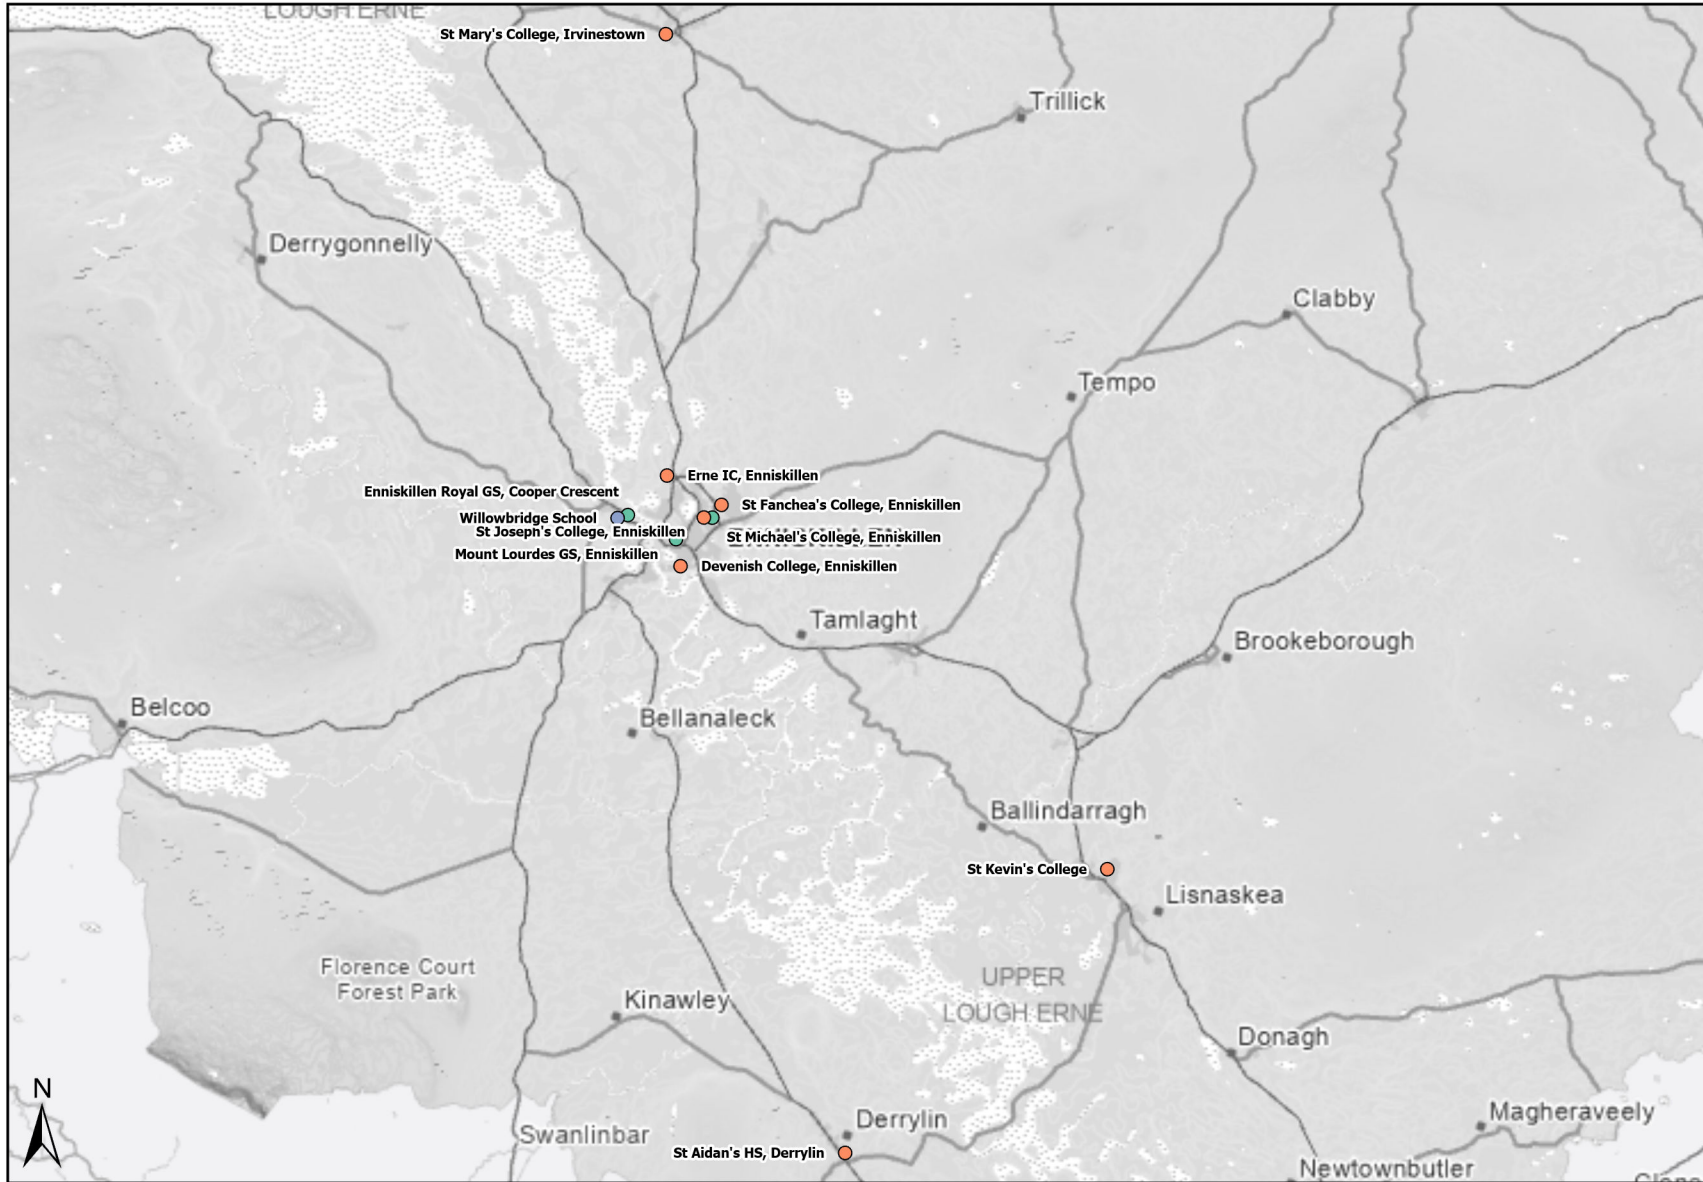 LOUGH ERNE
St Mary's College, Irvinestown
Trillick
Derrygonnelly
Clabby
Tempo
Erne IC, Enniskillen
Enniskillen Royal GS, Cooper Crescent
St Fanchea's College, Enniskillen
Willowbridge School
St Joseph's College, Enniskillen
St Michael's College, Enniskillen
Mount Lourdes GS, Enniskillen
Devenish College, Enniskillen
Tamlaght
Brookeborough
Belcoo
Bellanaleck
Ballindarragh
St Kevin's College
Lisnaskea
Florence Court
Forest Park
UPPER
LOUGH ERNE
Kinawley
Donagh
N
Derrylin
Magheraveely
Swanlinbar
St Aidan's HS, Derrylin
Newtownbutler